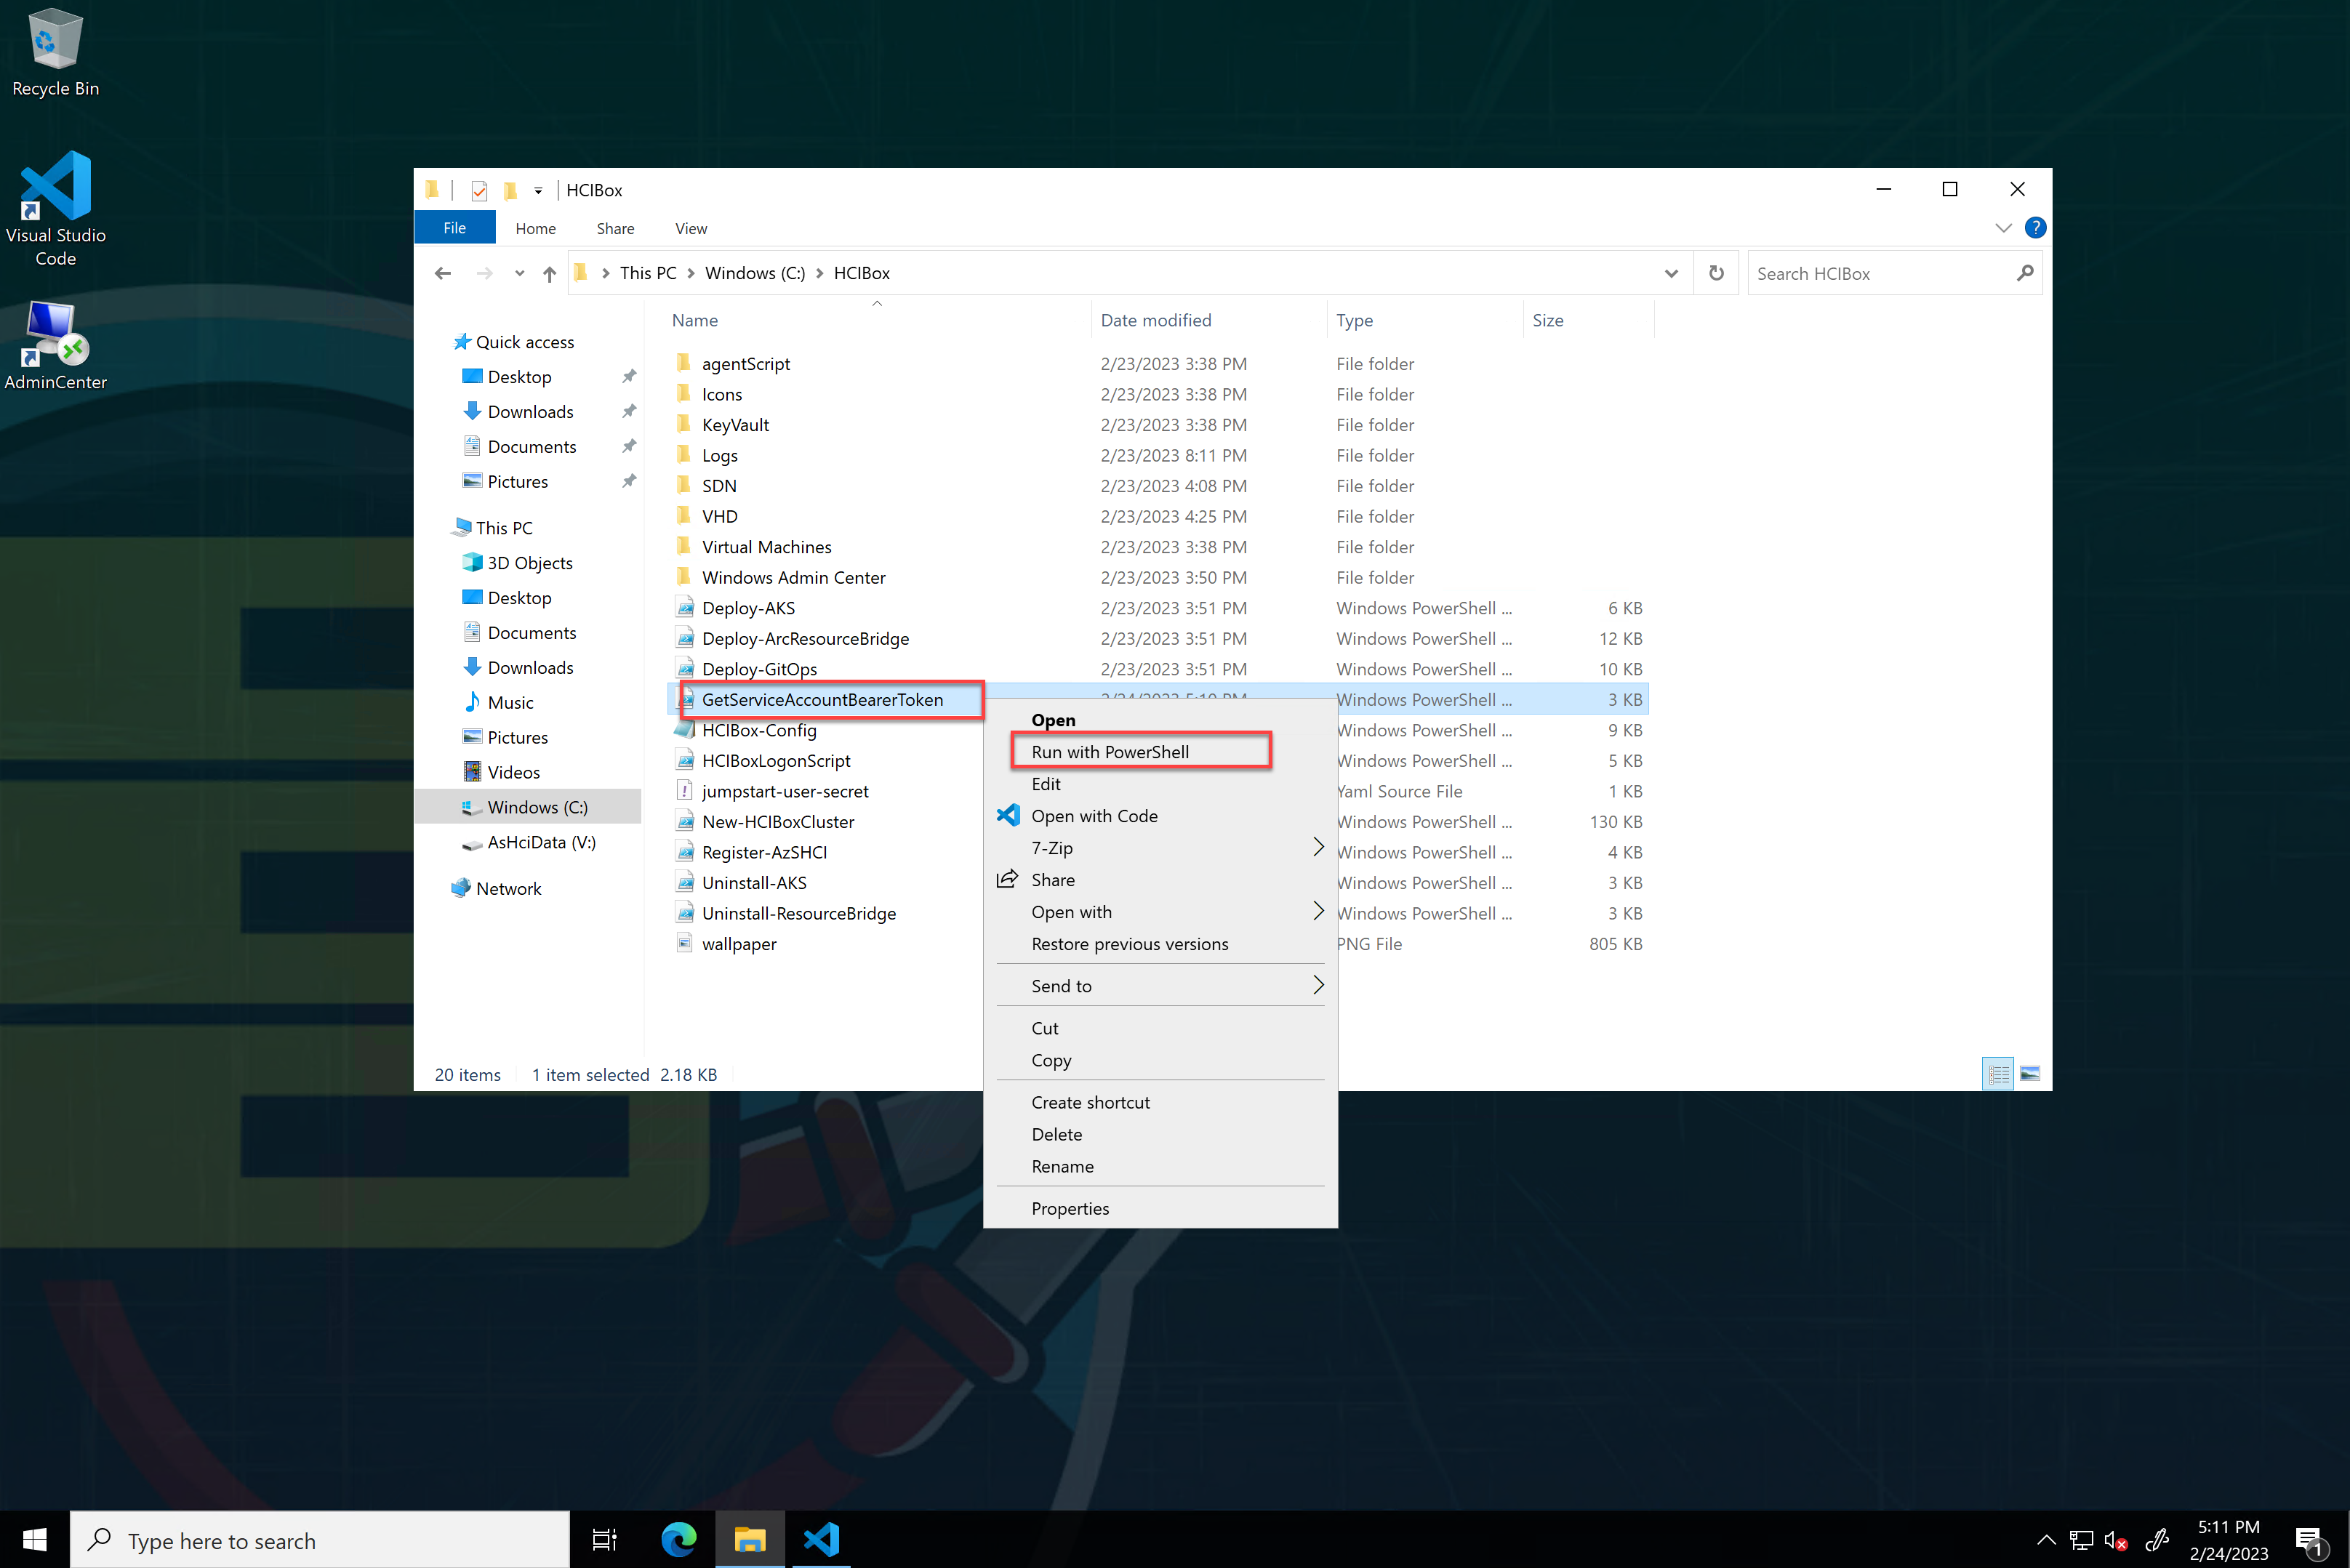 Recycle Bin
Visual Studio
Code
AdminCenter
HCIBox
File Home Share View
?
This PC Windows (C:) HCIBox
Search HCIBox
Quick access
Desktop
Downloads
Documents
Pictures
This PC
3D Objects
Desktop
Documents
Downloads
Music
Pictures
Videos
Windows (C:)
AsHciData (V:)
Network
Name Date modified Type Size
agentScript 2/23/2023 3:38 PM File folder
Icons 2/23/2023 3:38 PM File folder
KeyVault 2/23/2023 3:38 PM File folder
Logs 2/23/2023 8:11 PM File folder
SDN 2/23/2023 4:08 PM File folder
VHD 2/23/2023 4:25 PM File folder
Virtual Machines 2/23/2023 3:38 PM File folder
Windows Admin Center 2/23/2023 3:50 PM File folder
Deploy-AKS 2/23/2023 3:51 PM Windows PowerShell ... 6 KB
Deploy-ArcResourceBridge 2/23/2023 3:51 PM Windows PowerShell ... 12 KB
Deploy-GitOps 2/23/2023 3:51 PM Windows PowerShell ... 10 KB
GetServiceAccountBearerToken Windows PowerShell ... 3 KB
HCIBox-Config Windows PowerShell ... 9 KB
HCIBoxLogonScript Windows PowerShell ... 5 KB
jumpstart-user-secret Yaml Source File 1 KB
New-HCIBoxCluster Windows PowerShell ... 130 KB
Register-AzSHCI Windows PowerShell ... 4 KB
Uninstall-AKS Windows PowerShell ... 3 KB
Uninstall-ResourceBridge Windows PowerShell ... 3 KB
wallpaper PNG File 805 KB
Open
Run with PowerShell
Edit
Open with Code
7-Zip
Share
Open with
Restore previous versions
Send to
Cut
Copy
Create shortcut
Delete
Rename
Properties
20 items 1 item selected 2.18 KB
Type here to search
5:11 PM
2/24/2023
1